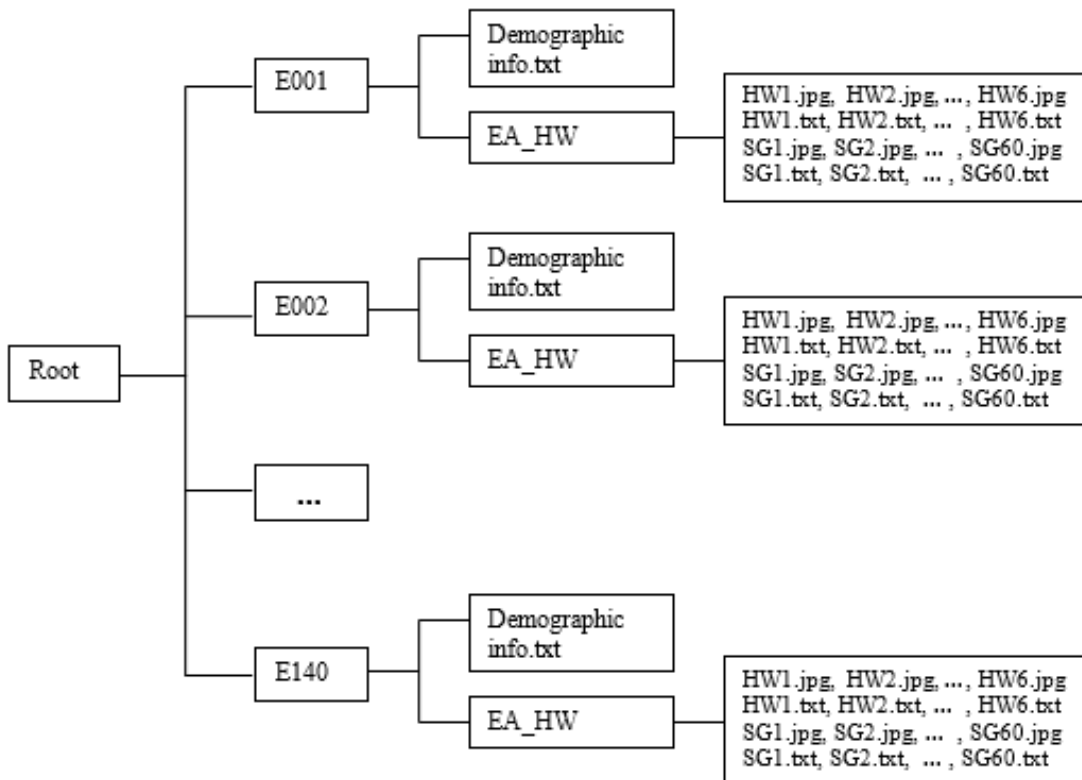 Root
E001
Demographic
info.txt
EA_HW
HW1.jpg, HW2.jpg, ..., HW6.jpg
HW1.txt, HW2.txt, ... , HW6.txt
SG1.jpg, SG2.jpg, ... , SG60.jpg
SG1.txt, SG2.txt, ... , SG60.txt
E002
Demographic
info.txt
EA_HW
HW1.jpg, HW2.jpg, ..., HW6.jpg
HW1.txt, HW2.txt, ... , HW6.txt
SG1.jpg, SG2.jpg, ... , SG60.jpg
SG1.txt, SG2.txt, ... , SG60.txt
...
E140
Demographic
info.txt
EA_HW
HW1.jpg, HW2.jpg, ..., HW6.jpg
HW1.txt, HW2.txt, ... , HW6.txt
SG1.jpg, SG2.jpg, ... , SG60.jpg
SG1.txt, SG2.txt, ... , SG60.txt